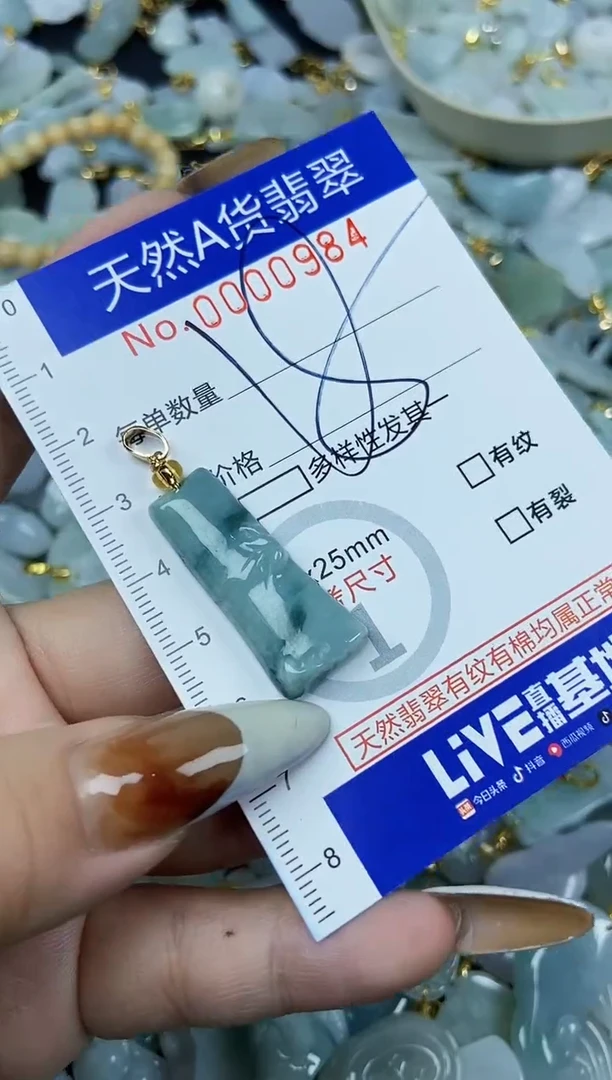 天然A货翡翠
No.0000984
0
1
2
3
4
5
6
7
8
每单数量
价格
多样性发其一
有纹
有裂
25mm
尺寸
1
天然翡翠有纹有棉均属正常
LiVE直播基地
今日头条 抖音 西瓜视频